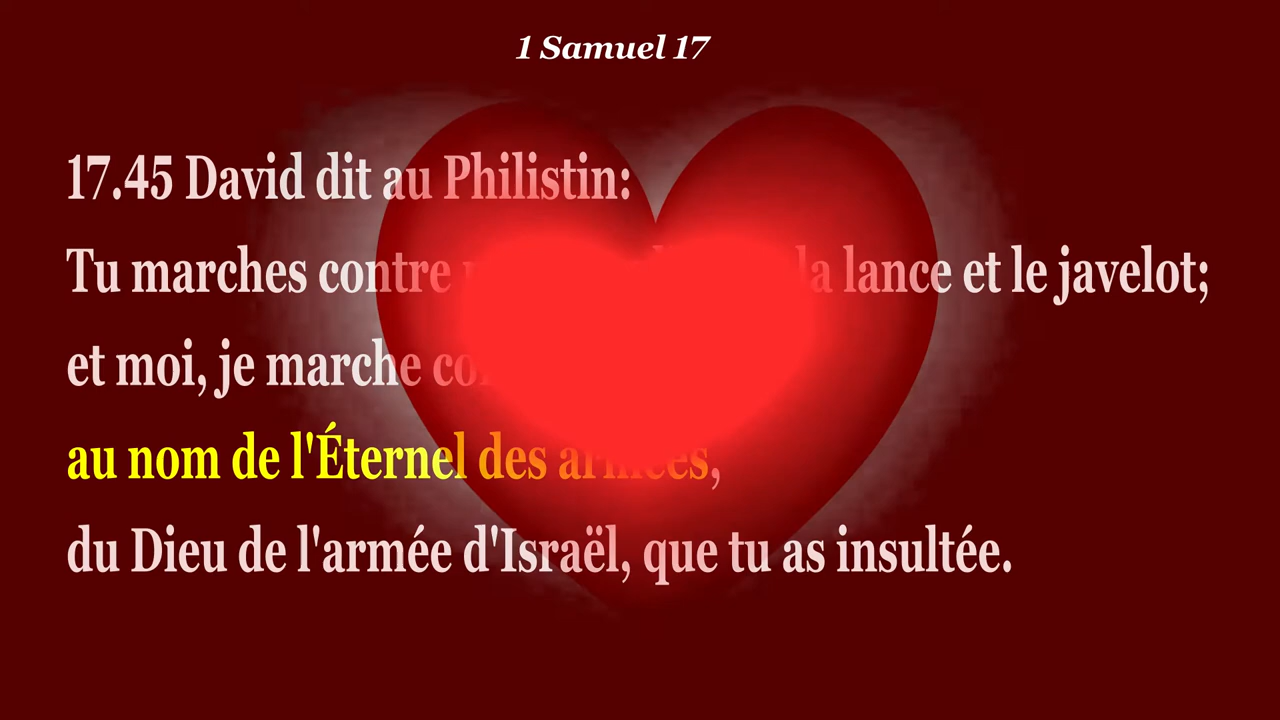 1 Samuel 17
17.45 David dit au Philistin:
Tu marches contre la lance et le javelot;
et moi, je marche
au nom de l'Éternel des armées,
du Dieu de l'armée d'Israël, que tu as insultée.